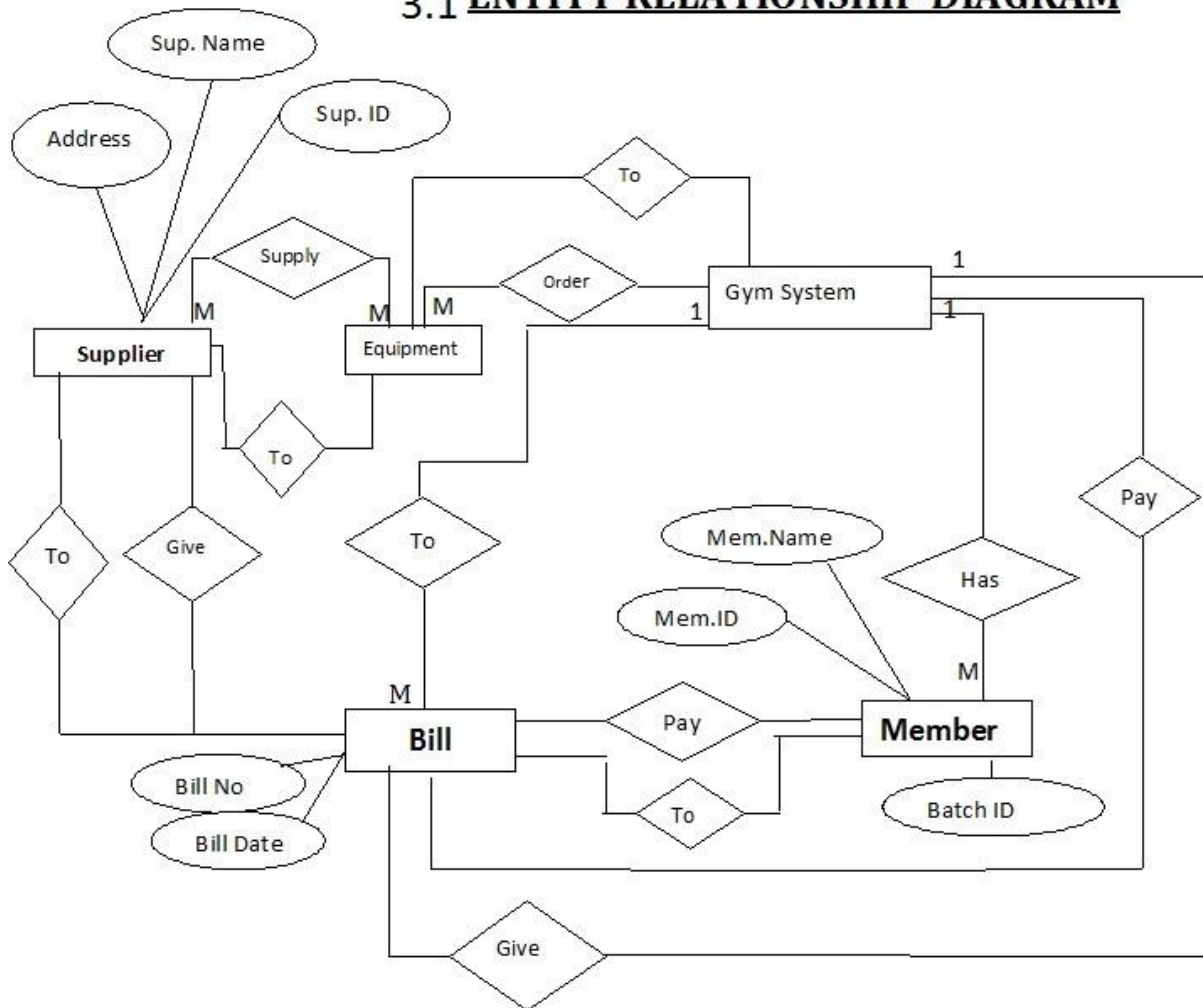 3.1 ENTITY RELATIONSHIP DIAGRAM
Sup. Name
Sup. ID
Address
To
Supply
Order
1
Gym System
M
M
M
1
1
Supplier
Equipment
To
Pay
To
Give
To
Mem.Name
Has
Mem.ID
M
M
Pay
Member
Bill
Bill No
To
Batch ID
Bill Date
Give